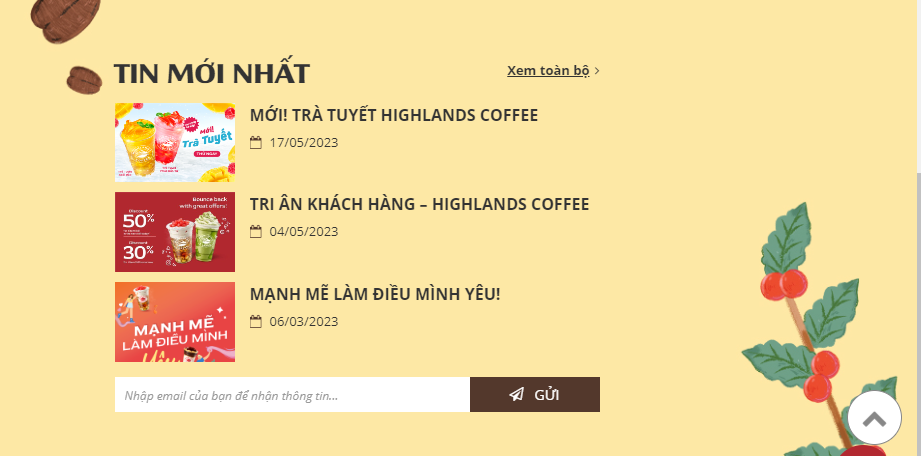 TIN MỚI NHẤT
Xem toàn bộ
MỚI! TRÀ TUYẾT HIGHLANDS COFFEE
17/05/2023
Mới!
Trà Tuyết
THỬ NGAY
TRI ÂN KHÁCH HÀNG – HIGHLANDS COFFEE
04/05/2023
Bounce back
with great offers!
Discount
50%
Discount
30%
MẠNH MẼ LÀM ĐIỀU MÌNH YÊU!
06/03/2023
MẠNH MẼ
LÀM ĐIỀU MÌNH
Yêu
Nhập email của bạn để nhận thông tin...
GỬI